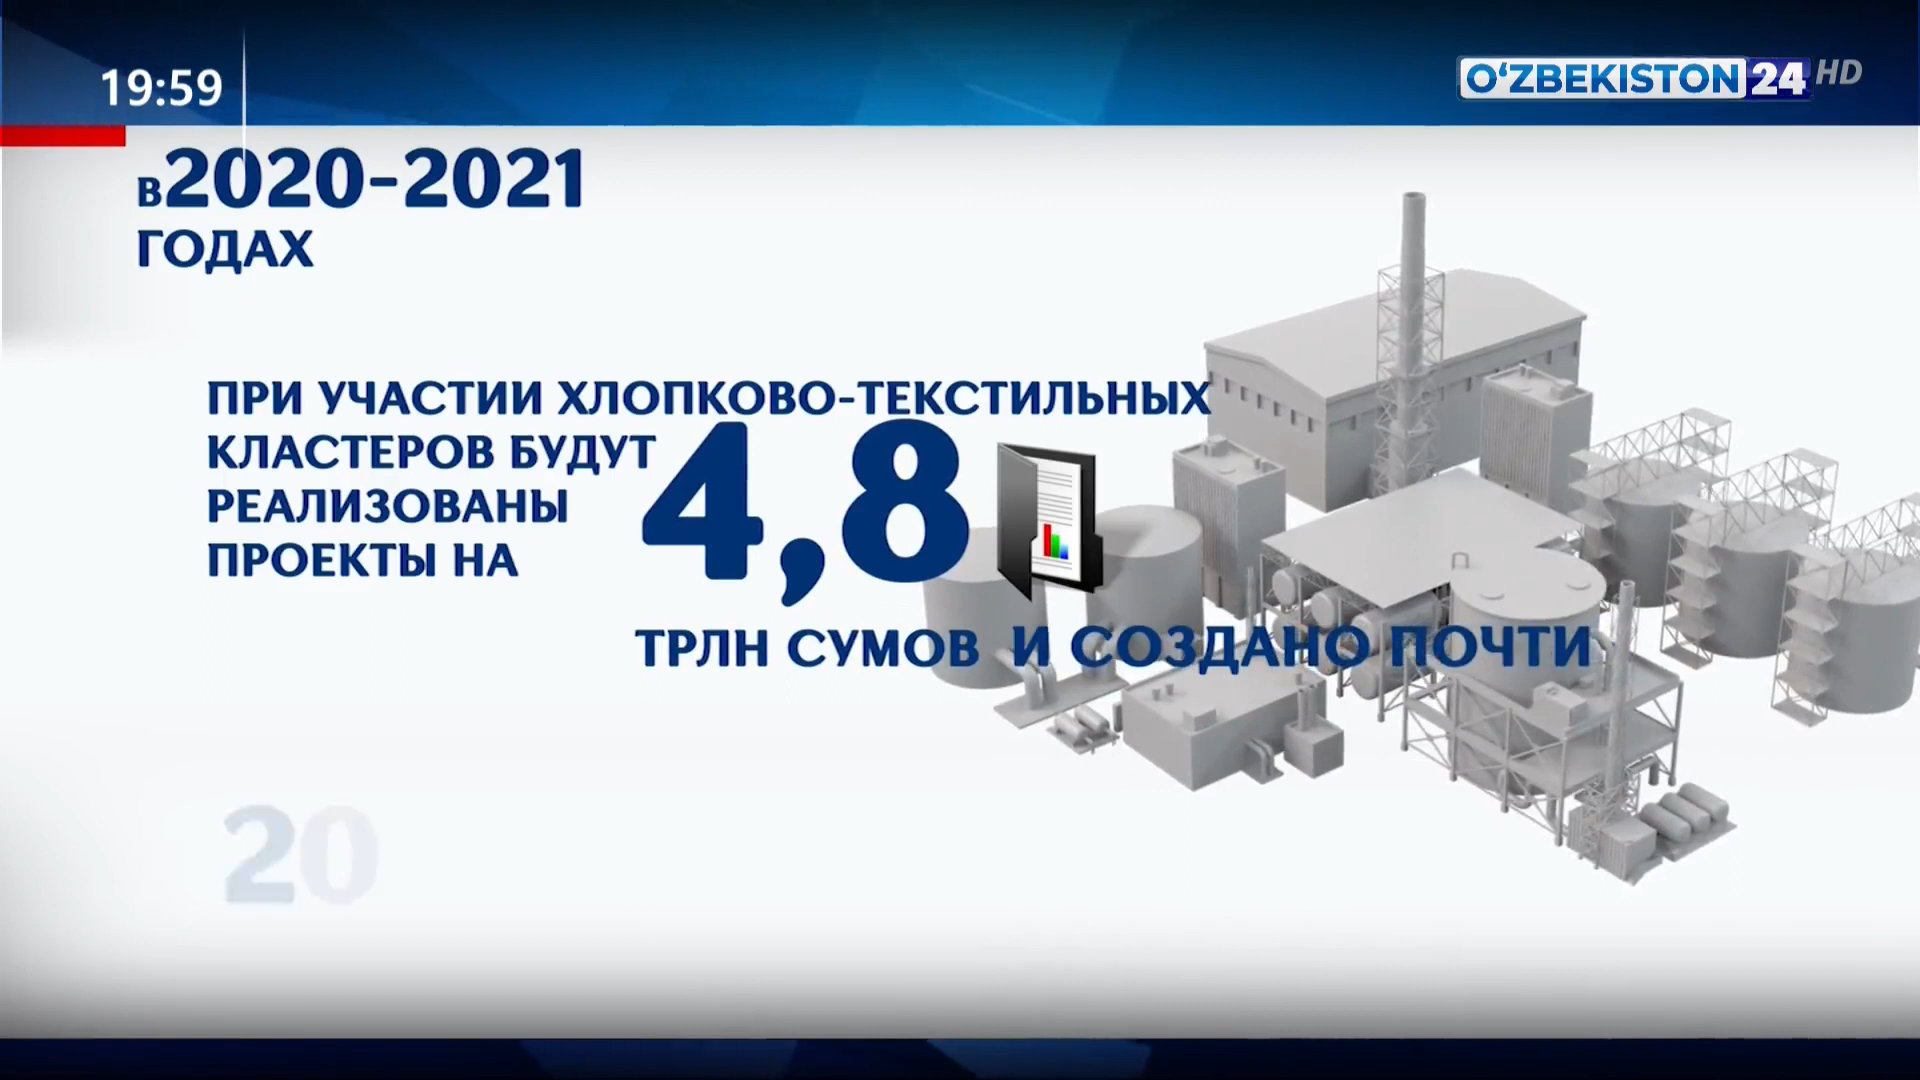 19:59
O‘ZBEKISTON 24 HD
В 2020-2021
ГОДАХ
ПРИ УЧАСТИИ ХЛОПКОВО-ТЕКСТИЛЬНЫХ
КЛАСТЕРОВ БУДУТ
РЕАЛИЗОВАНЫ
ПРОЕКТЫ НА
4,8
ТРЛН СУМОВ И СОЗДАНО ПОЧТИ
20